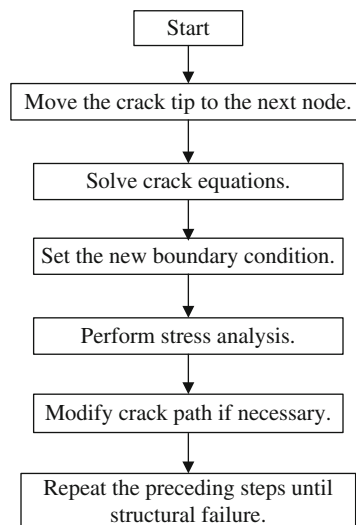 Start
Move the crack tip to the next node.
Solve crack equations.
Set the new boundary condition.
Perform stress analysis.
Modify crack path if necessary.
Repeat the preceding steps until
structural failure.